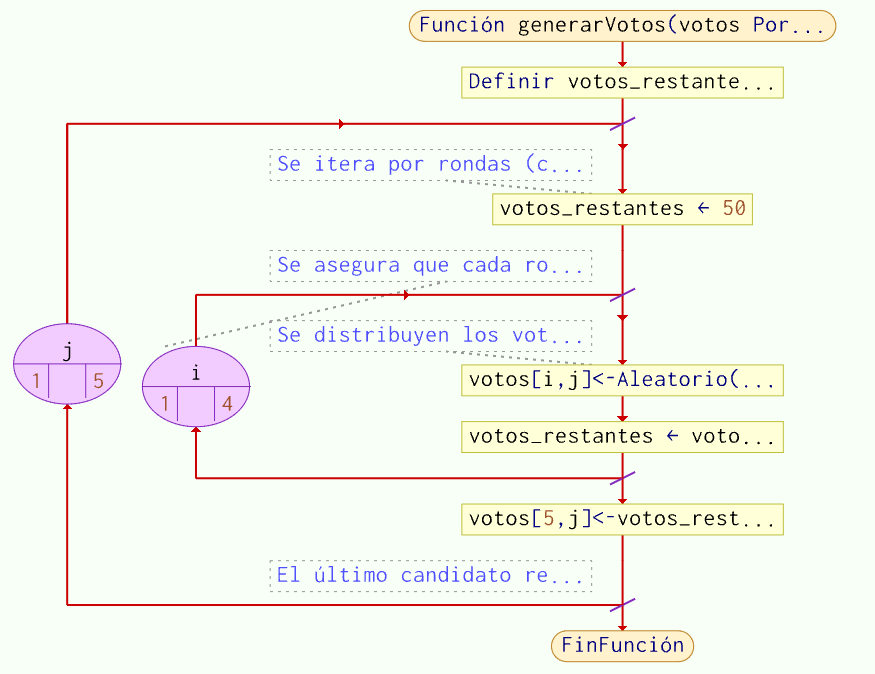 Función generarVotos(votos Por...
Definir votos_restante...
Se itera por rondas (c...
votos_restantes ← 50
Se asegura que cada ro...
Se distribuyen los vot...
j
1 5
i
1 4
votos[i,j]<-Aleatorio(...
votos_restantes ← voto...
votos[5,j]<-votos_rest...
El último candidato re...
FinFunción